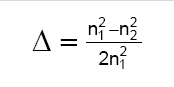 Δ = (n₁² – n₂²) / 2n₁²